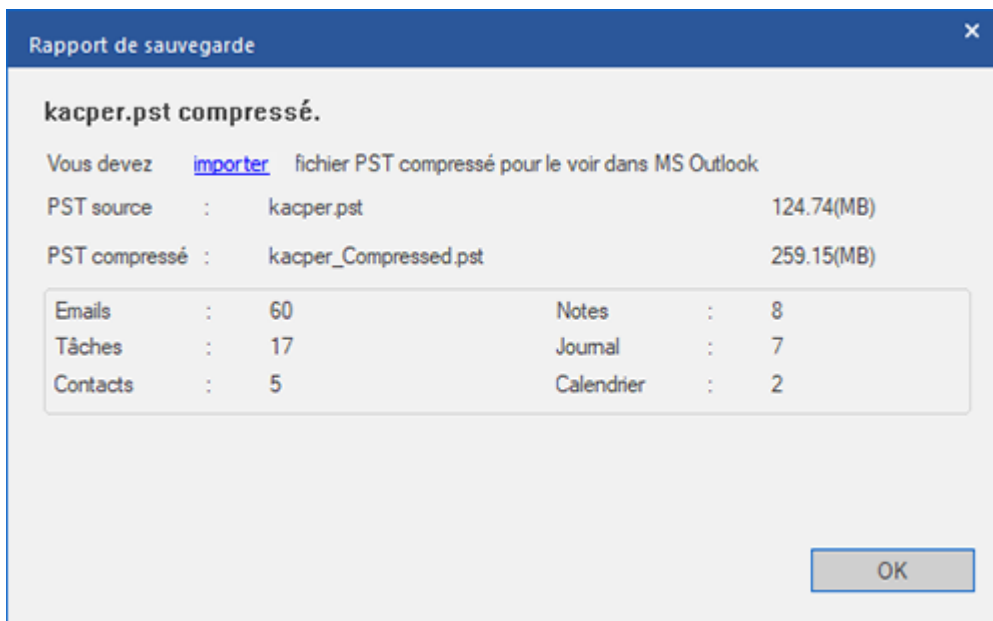 Rapport de sauvegarde
kacper.pst compressé.
Vous devez importer fichier PST compressé pour le voir dans MS Outlook
PST source : kacper.pst 124.74(MB)
PST compressé : kacper_Compressed.pst 259.15(MB)
Emails : 60 Notes : 8
Tâches : 17 Journal : 7
Contacts : 5 Calendrier : 2
OK